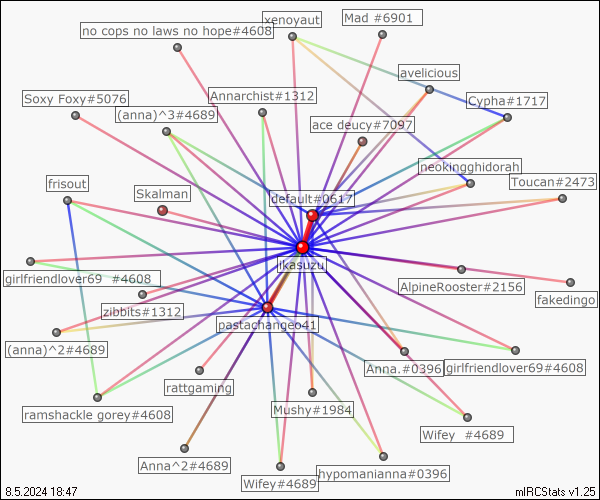 xenoyaut
Mad #6901
no cops no laws no hope#4608
avelicious
Soxy Foxy#5076
Annarchist#1312
Cypha#1717
(anna)^3#4689
ace deucy#7097
neokingghidorah
frisout
Toucan#2473
Skalman
default#0617
ikasuzu
girlfriendlover69 #4608
AlpineRooster#2156
fakedingo
zibbits#1312
pastachangeo41
(anna)^2#4689
Anna.#0396
girlfriendlover69#4608
rattgaming
ramshackle gorey#4608
Mushy#1984
Wifey #4689
Anna^2#4689
hypomanianna#0396
Wifey#4689
8.5.2024 18:47
mIRCStats v1.25